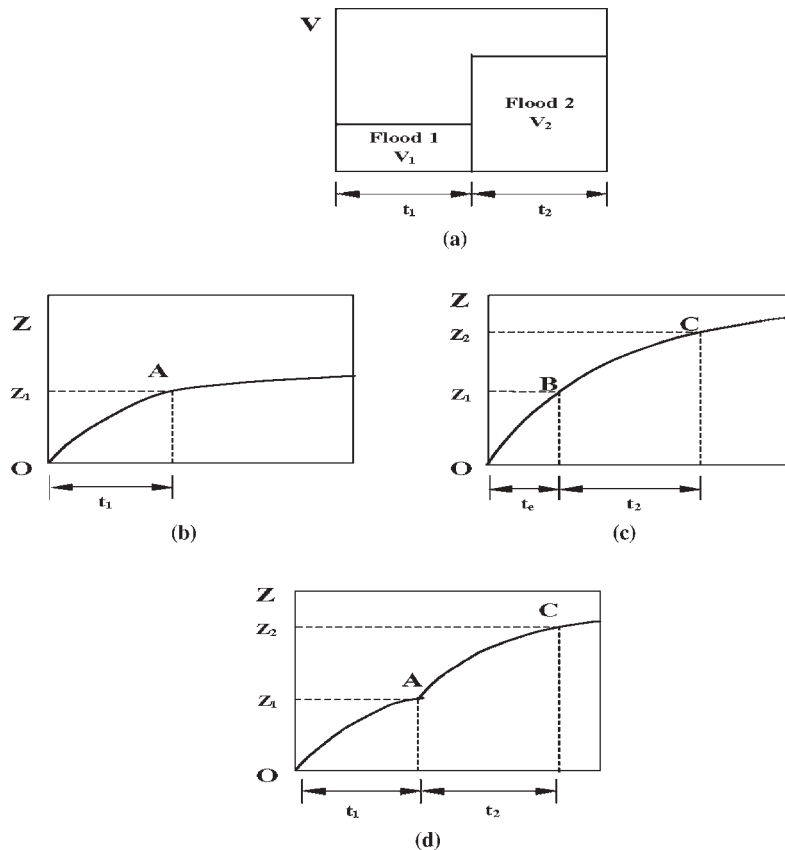 V
Flood 1
V₁
Flood 2
V₂
t₁
t₂
(a)
Z
A
Z₁
O
t₁
(b)
Z
Z₂
C
Z₁
B
O
tₑ
t₂
(c)
Z
C
Z₂
A
Z₁
O
t₁
t₂
(d)